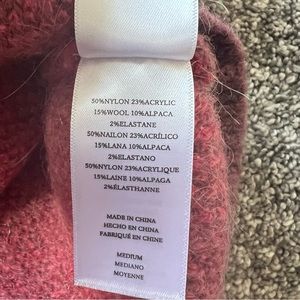 50%NYLON 23%ACRYLIC
15%WOOL 10%ALPACA
2%ELASTANE
50%NAILON 23%ACRÍLICO
15%LANA 10%ALPACA
2%ELASTANO
50%NYLON 23%ACRYLIQUE
15%LAINE 10%ALPAGA
2%ÉLASTHANNE
MADE IN CHINA
HECHO EN CHINA
FABRIQUÉ EN CHINE
MEDIUM
MEDIANO
MOYENNE